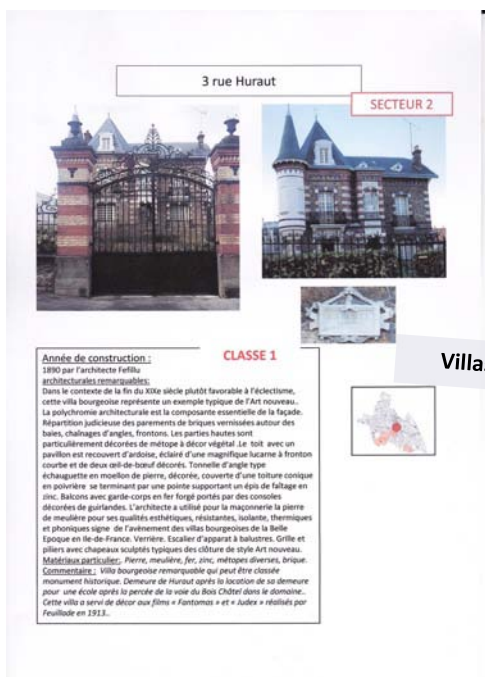 3 rue Huraut
SECTEUR 2
Villa
CLASSE 1
Année de construction :
1890 par l'architecte Fefillu
architecturales remarquables:
Dans le contexte de la fin du XIXe siècle plutôt favorable à l'éclectisme,
cette villa bourgeoise représente un exemple typique de l'Art nouveau..
La polychromie architecturale est la composante essentielle de la façade.
Répartition judicieuse des parements de briques vernissées autour des
baies, chaînages d'angles, frontons. Les parties hautes sont
particulièrement décorées de métope à décor végétal .Le toit avec un
pavillon est recouvert d'ardoise, éclairé d'une magnifique lucarne à fronton
courbe et de deux œil-de-bœuf décorés. Tonnelle d'angle type
échauguette en moellon de pierre, décorée, couverte d'une toiture conique
en poivrière se terminant par une pointe supportant un épis de faîtage en
zinc. Balcons avec garde-corps en fer forgé portés par des consoles
décorées de guirlandes. L'architecte a utilisé pour la maçonnerie la pierre
de meulière pour ses qualités esthétiques, résistantes, isolante, thermiques
et phoniques signe de l'avènement des villas bourgeoises de la Belle
Epoque en Ile-de-France. Verrière. Escalier d'apparat à balustres. Grille et
piliers avec chapeaux sculptés typiques des clôture de style Art nouveau.
Matériaux particulier:. Pierre, meulière, fer, zinc, métopes diverses, brique.
Commentaire : Villa bourgeoise remarquable qui peut être classée
monument historique. Demeure de Huraut après la location de sa demeure
pour une école après la percée de la voie du Bois Châtel dans le domaine..
Cette villa a servi de décor aux films « Fantomas » et « Judex » réalisés par
Feuillade en 1913..